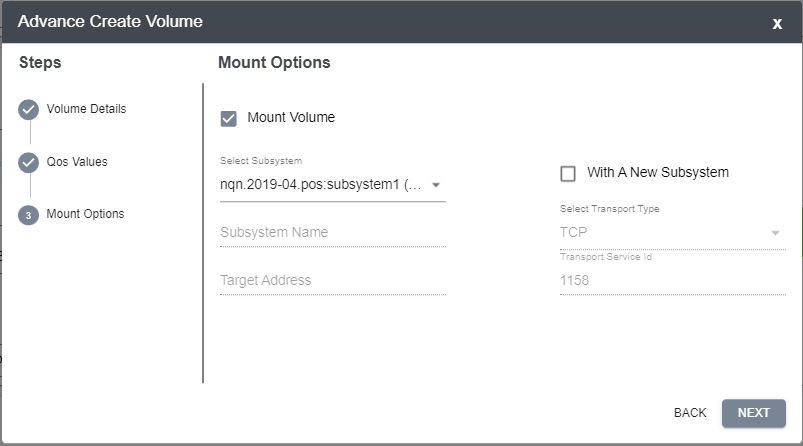 Advance Create Volume
x
Steps
Volume Details
Qos Values
3
Mount Options
Mount Options
Mount Volume
Select Subsystem
nqn.2019-04.pos:subsystem1 (...
With A New Subsystem
Subsystem Name
Select Transport Type
TCP
Target Address
Transport Service Id
1158
BACK
NEXT